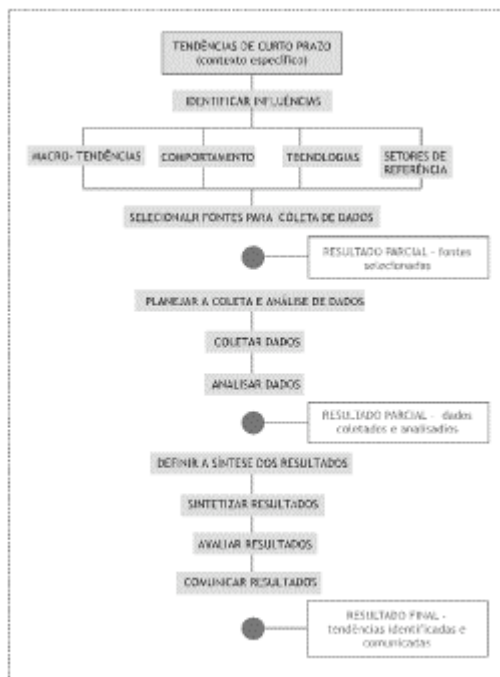 TENDÊNCIAS DE CURTO PRAZO
(contexto específico)
IDENTIFICAR INFLUÊNCIAS
MACRO- TENDÊNCIAS
COMPORTAMENTO
TECNOLOGIAS
SETORES DE
REFERÊNCIA
SELECIONALR FONTES PARA COLETA DE DADOS
RESULTADO PARCIAL - fontes
selecionadas
PLANEJAR A COLETA E ANÁLISE DE DADOS
COLETAR DADOS
ANALISAR DADOS
RESULTADO PARCIAL - dados
coletados e analisadies
DEFINIR A SÍNTESE DOS RESULTADOS
SINTETIZAR RESULTADOS
AVALIAR RESULTADOS
COMUNICAR RESULTADOS
RESULTADO FINAL -
tendências identificadas e
comunicadas